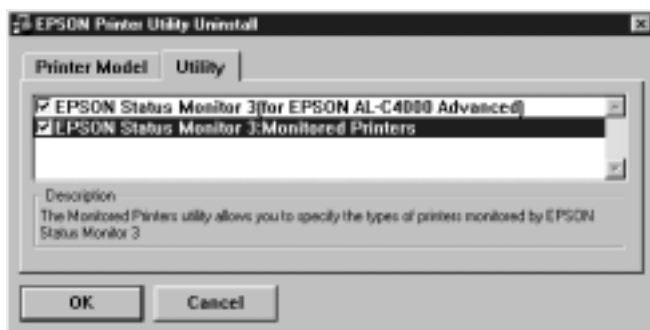 EPSON Printer Utility Uninstall
Printer Model Utility
EPSON Status Monitor 3(for EPSON AL-C4000 Advanced)
EPSON Status Monitor 3:Monitored Printers
Description
The Monitored Printers utility allows you to specify the types of printers monitored by EPSON
Status Monitor 3
OK Cancel